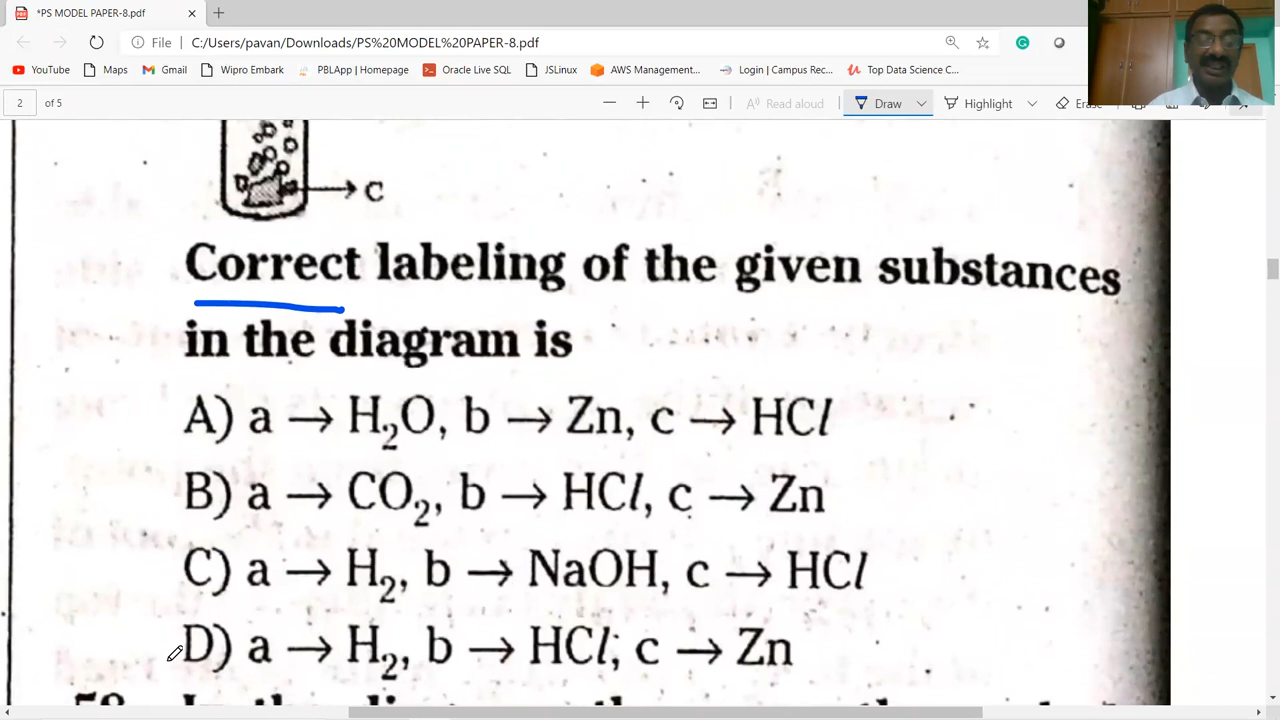 *PS MODEL PAPER-8.pdf
File C:/Users/pavan/Downloads/PS%20MODEL%20PAPER-8.pdf
YouTube Maps Gmail Wipro Embark PBLApp | Homepage Oracle Live SQL JSLinux AWS Management... Login | Campus Rec... Top Data Science C...
2 of 5 Read aloud Draw Highlight
C
Correct labeling of the given substances
in the diagram is
A) a → H₂O, b → Zn, c → HCl
B) a → CO₂, b → HCl, c → Zn
C) a → H₂, b → NaOH, c → HCl
D) a → H₂, b → HCl; c → Zn